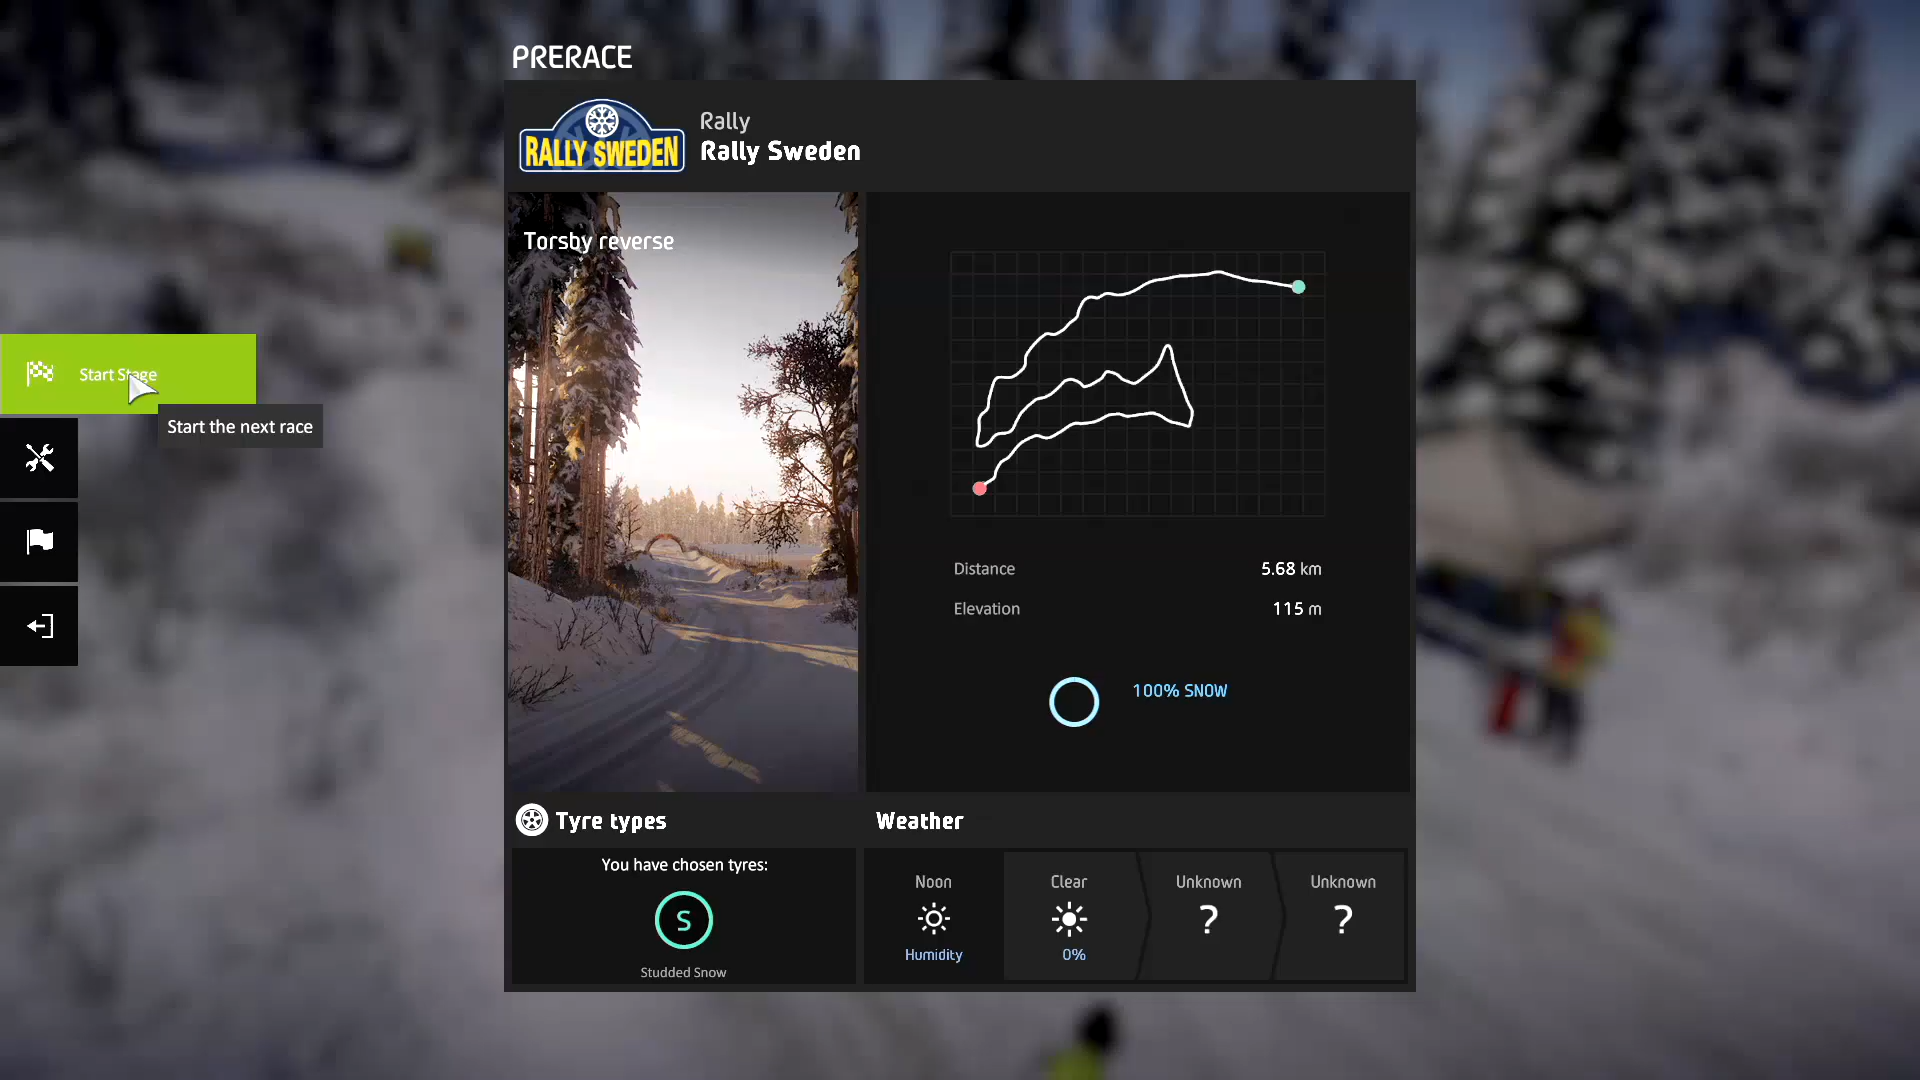 PRERACE
RALLY SWEDEN
Rally
Rally Sweden
Torsby reverse
Start Stage
Start the next race
Distance 5.68 km
Elevation 115 m
100% SNOW
Tyre types
You have chosen tyres:
S
Studded Snow
Weather
Noon Clear Unknown Unknown
? ?
Humidity 0%